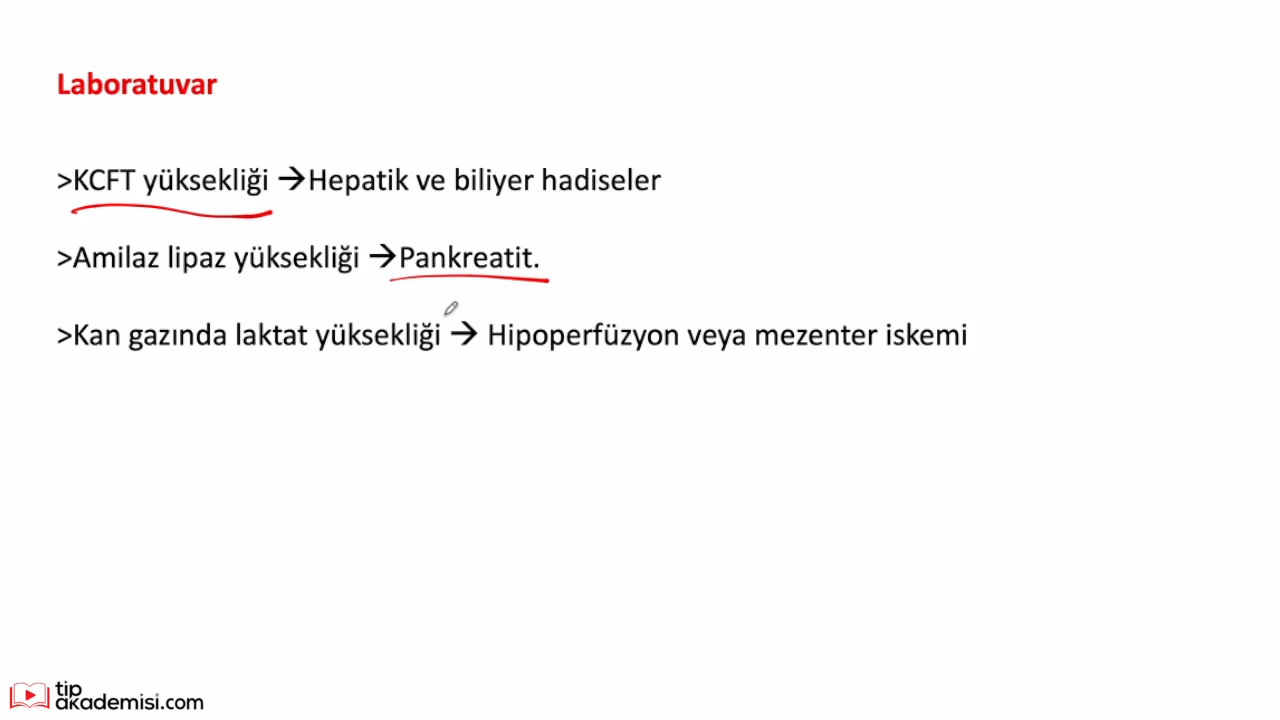 Laboratuvar
>KCFT yüksekliği →Hepatik ve biliyer hadiseler
>Amilaz lipaz yüksekliği →Pankreatit.
>Kan gazında laktat yüksekliği → Hipoperfüzyon veya mezenter iskemi
tıp
akademisi.com